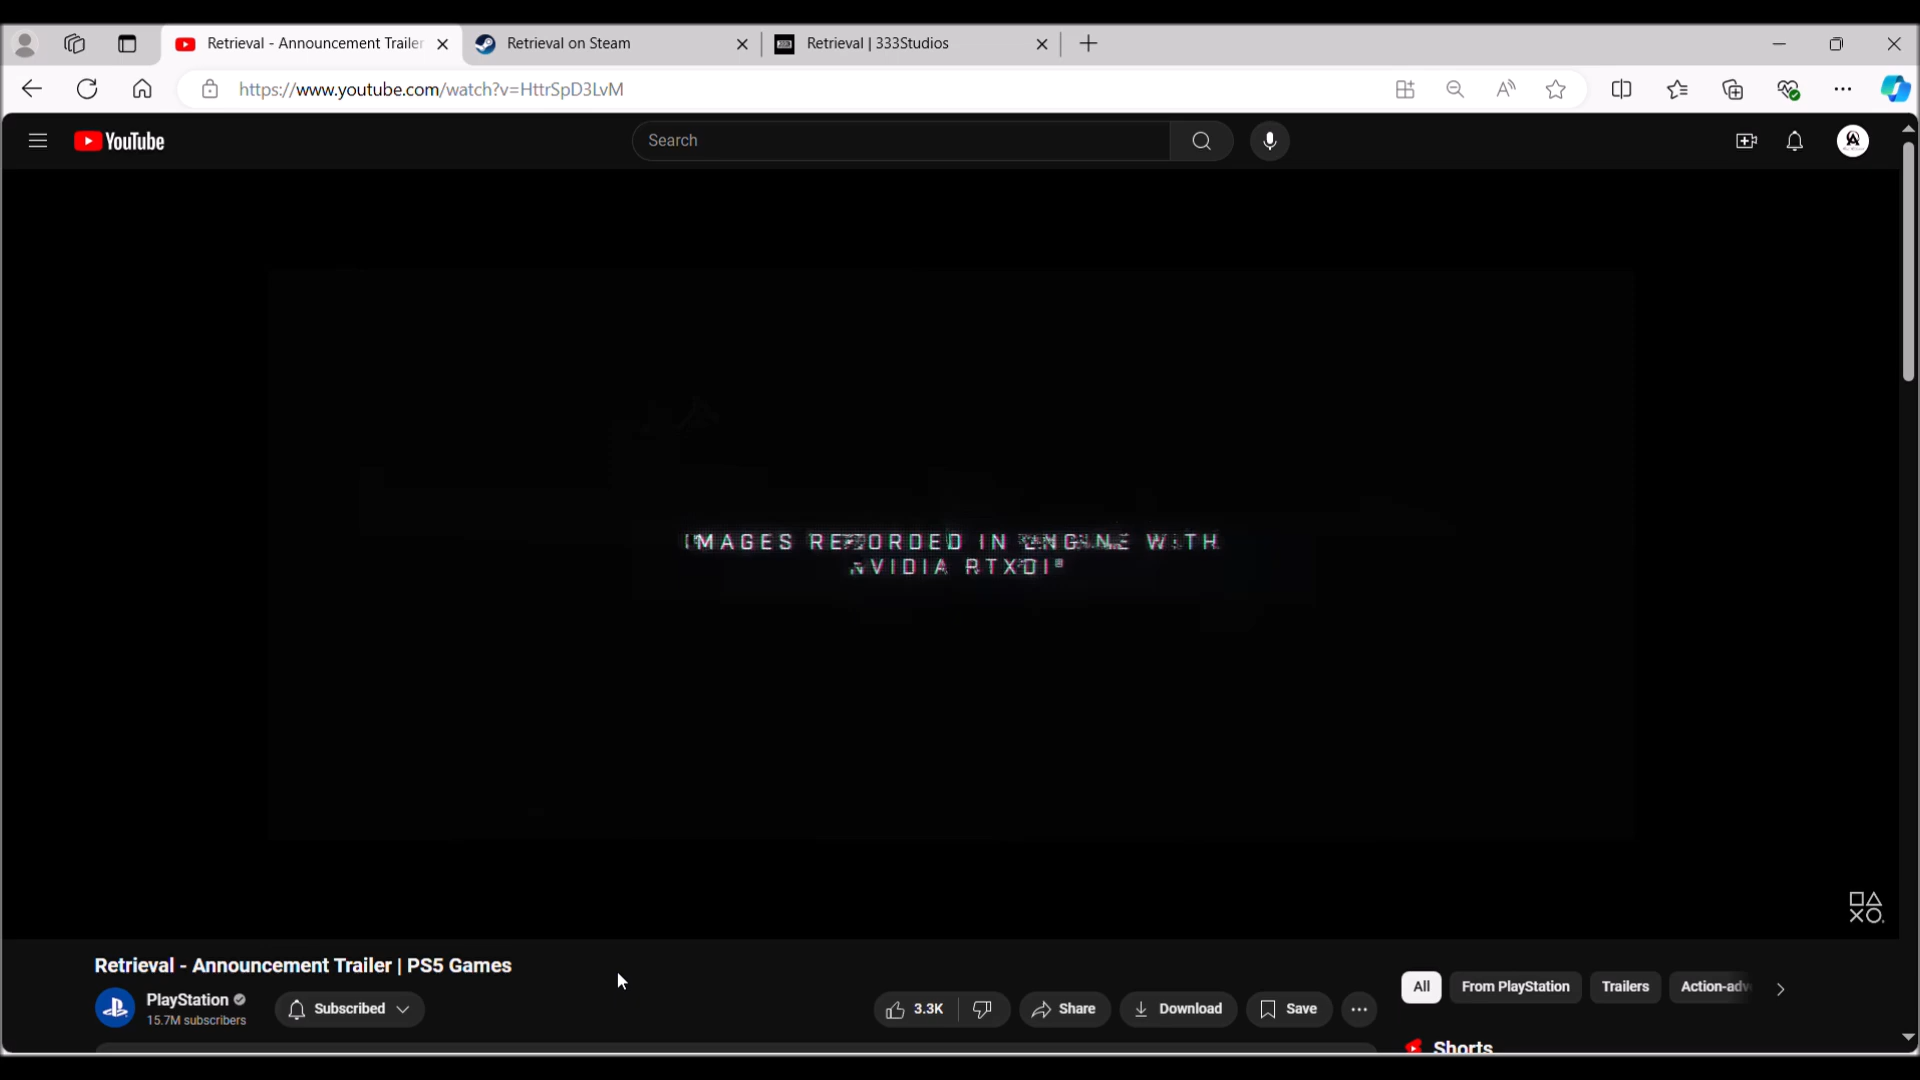 Retrieval - Announcement Trailer
Retrieval on Steam
Retrieval | 333Studios
https://www.youtube.com/watch?v=HttrSpD3LvM
YouTube
Search
IMAGES RECORDED IN ENGINE WITH
NVIDIA RTXDI®
Retrieval - Announcement Trailer | PS5 Games
PlayStation
15.7M subscribers
Subscribed
3.3K
Share
Download
Save
All
From PlayStation
Trailers
Action-adv
Shorts